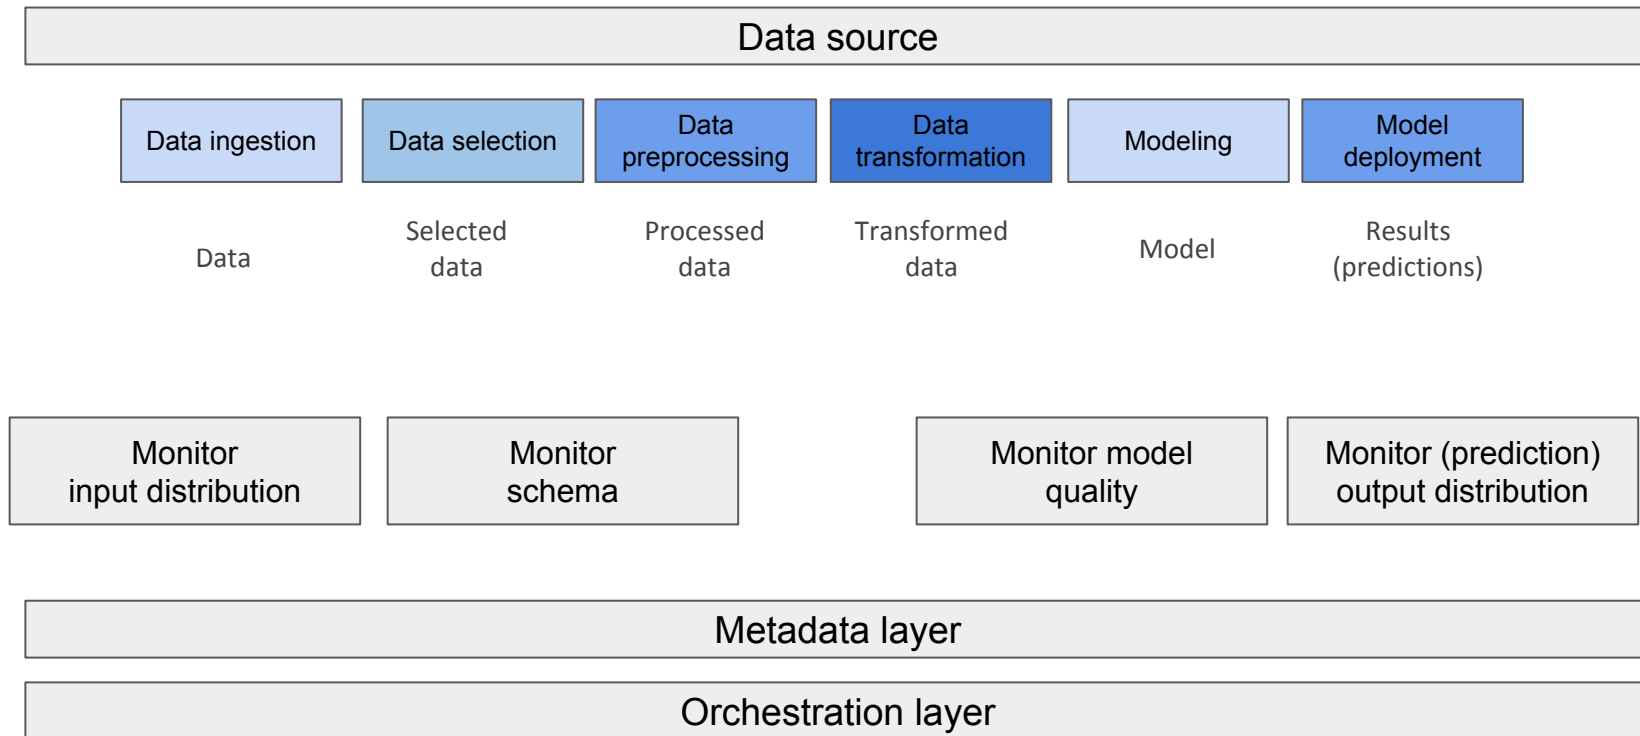 Data source
Data ingestion
Data selection
Data
preprocessing
Data
transformation
Modeling
Model
deployment
Data
Selected
data
Processed
data
Transformed
data
Model
Results
(predictions)
Monitor
input distribution
Monitor
schema
Monitor model
quality
Monitor (prediction)
output distribution
Metadata layer
Orchestration layer